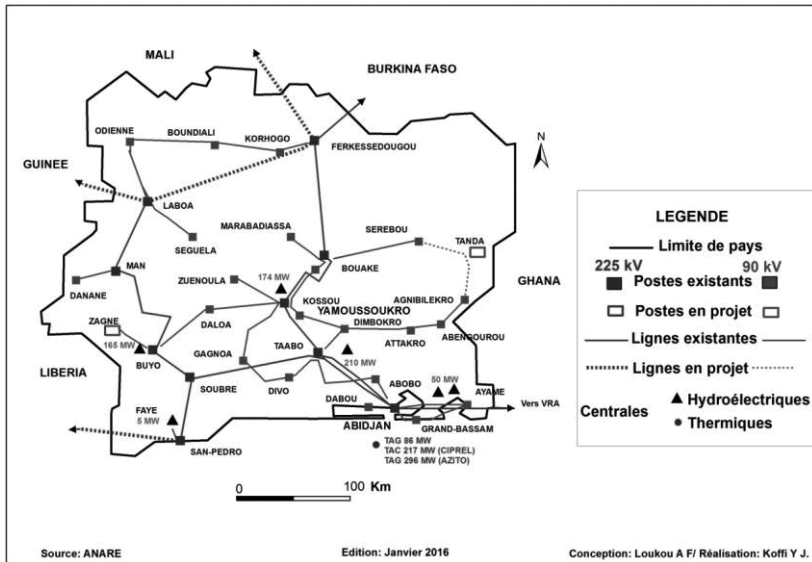 MALI
BURKINA FASO
ODIENNE
BOUNDIALI
KORHOGO
FERKESSEDOUGOU
N
GUINEE
LABOA
MARABADIASSA
SEREBOU
TANDA
SEGUELA
MAN
ZUENOULA
174 MW
BOUAKE
GHANA
DANANE
KOSSOU
AGNIBILEKRO
YAMOUSSOUKRO
ZAGNE
DALOA
DIMBOKRO
165 MW
TAABO
ATTAKRO
ABENGOUROU
BUYO
GAGNOA
210 MW
LIBERIA
SOUBRE
DIVO
ABOBO
50 MW
AYAME
DABOU
Vers VRA
FAYE
5 MW
ABIDJAN
GRAND-BASSAM
SAN-PEDRO
TAG 86 MW
TAC 217 MW (CIPREL)
TAG 296 MW (AZITO)
0 100 Km
LEGENDE
Limite de pays
225 kV 90 kV
Postes existants
Postes en projet
Lignes existantes
Lignes en projet
Centrales
Hydroélectriques
Thermiques
Source: ANARE Edition: Janvier 2016 Conception: Loukou A F/ Réalisation: Koffi Y J.